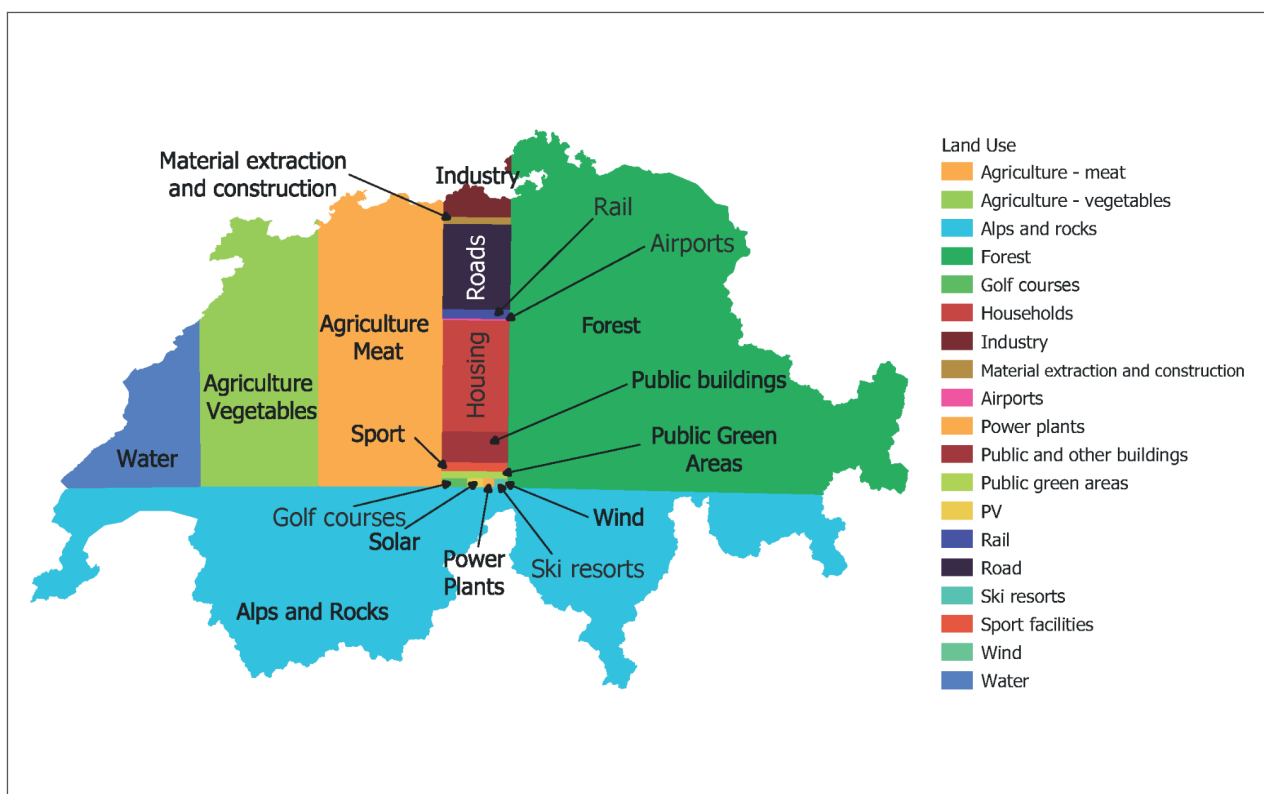 Material extraction
and construction
Industry
Rail
Airports
Roads
Agriculture
Meat
Forest
Housing
Public buildings
Agriculture
Vegetables
Sport
Public Green
Areas
Water
Golf courses
Solar
Wind
Power
Plants
Ski resorts
Alps and Rocks
Land Use
Agriculture - meat
Agriculture - vegetables
Alps and rocks
Forest
Golf courses
Households
Industry
Material extraction and construction
Airports
Power plants
Public and other buildings
Public green areas
PV
Rail
Road
Ski resorts
Sport facilities
Wind
Water